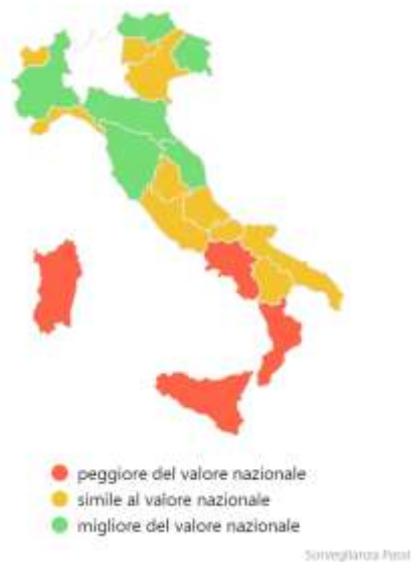 peggiore del valore nazionale
simile al valore nazionale
migliore del valore nazionale
Sorveglianza Passi